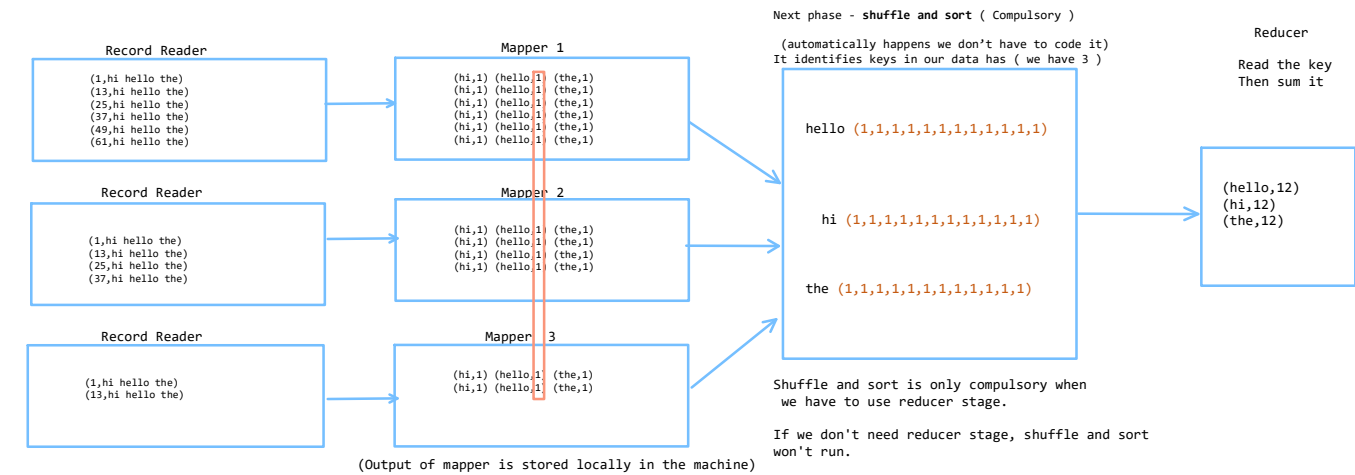 Next phase - shuffle and sort ( Compulsory )
(automatically happens we don’t have to code it)
It identifies keys in our data has ( we have 3 )
Record Reader
(1,hi hello the)
(13,hi hello the)
(25,hi hello the)
(37,hi hello the)
(49,hi hello the)
(61,hi hello the)
Mapper 1
(hi,1) (hello,1) (the,1)
(hi,1) (hello,1) (the,1)
(hi,1) (hello,1) (the,1)
(hi,1) (hello,1) (the,1)
(hi,1) (hello,1) (the,1)
(hi,1) (hello,1) (the,1)
Record Reader
(1,hi hello the)
(13,hi hello the)
(25,hi hello the)
(37,hi hello the)
Mapper 2
(hi,1) (hello,1) (the,1)
(hi,1) (hello,1) (the,1)
(hi,1) (hello,1) (the,1)
(hi,1) (hello,1) (the,1)
Record Reader
(1,hi hello the)
(13,hi hello the)
Mapper 3
(hi,1) (hello,1) (the,1)
(hi,1) (hello,1) (the,1)
(Output of mapper is stored locally in the machine)
hello (1,1,1,1,1,1,1,1,1,1,1,1)
hi (1,1,1,1,1,1,1,1,1,1,1,1)
the (1,1,1,1,1,1,1,1,1,1,1,1)
Shuffle and sort is only compulsory when
we have to use reducer stage.
If we don't need reducer stage, shuffle and sort
won't run.
Reducer
Read the key
Then sum it
(hello,12)
(hi,12)
(the,12)